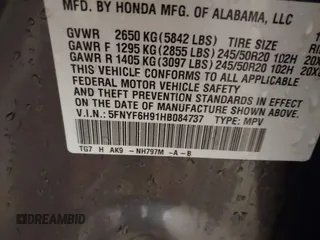 MFD. BY HONDA MFG. OF ALABAMA, LLC
GVWR 2650 KG (5842 LBS) TIRE SIZE
GAWR F 1295 KG (2855 LBS) 245/50R20 102H 20
GAWR R 1405 KG (3097 LBS) 245/50R20 102H
THIS VEHICLE CONFORMS TO ALL APPLICABLE
FEDERAL MOTOR VEHICLE SAFETY
STANDARDS IN EFFECT ON THE DATE OF
MANUFACTURE SHOWN ABOVE.
V.I.N.: 5FNYF6H91HB084737 TYPE: MPV
TG7 H AK9 -NH797M -A -B
© DREAMBID